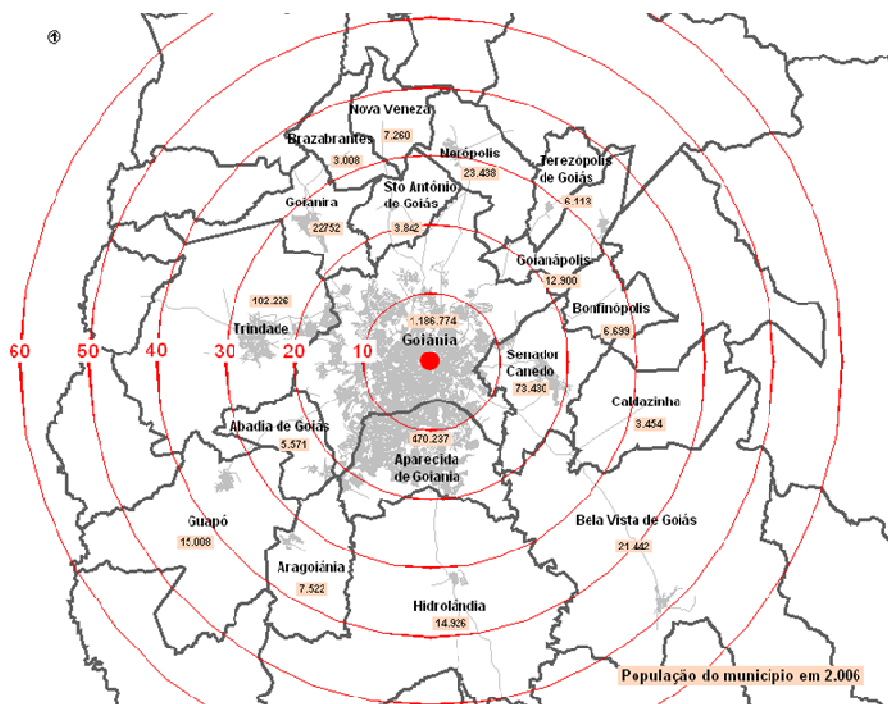 Nova Veneza
7.260
Brazabrantes
3.008
Nerópolis
23.438
Terezópolis
de Goiás
6.113
Sto Antônio
de Goiás
3.842
Goianira
22752
Goianápolis
12.900
102.226
Trindade
1.186.774
Goiânia
Bonfinópolis
6.699
60 50 40 30 20 10
Senador
Canedo
73.430
Caldazinha
3.454
Abadia de Goiás
5.571
470.237
Aparecida
de Goiania
Guapó
15.008
Bela Vista de Goiás
21.442
Aragoiánia
7.522
Hidrolândia
14.926
População do município em 2.006